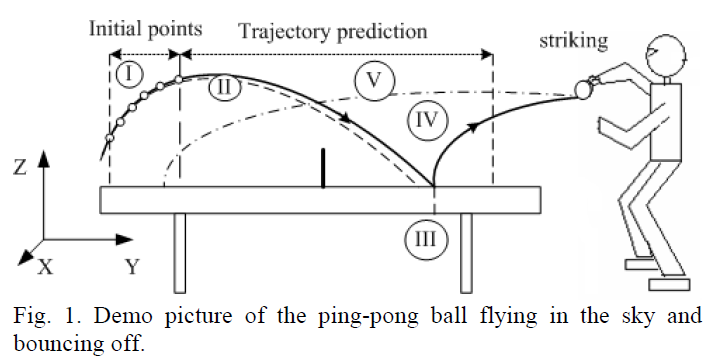 Initial points
Trajectory prediction
striking
I
II
V
IV
Z
III
X
Y
Fig. 1. Demo picture of the ping-pong ball flying in the sky and
bouncing off.